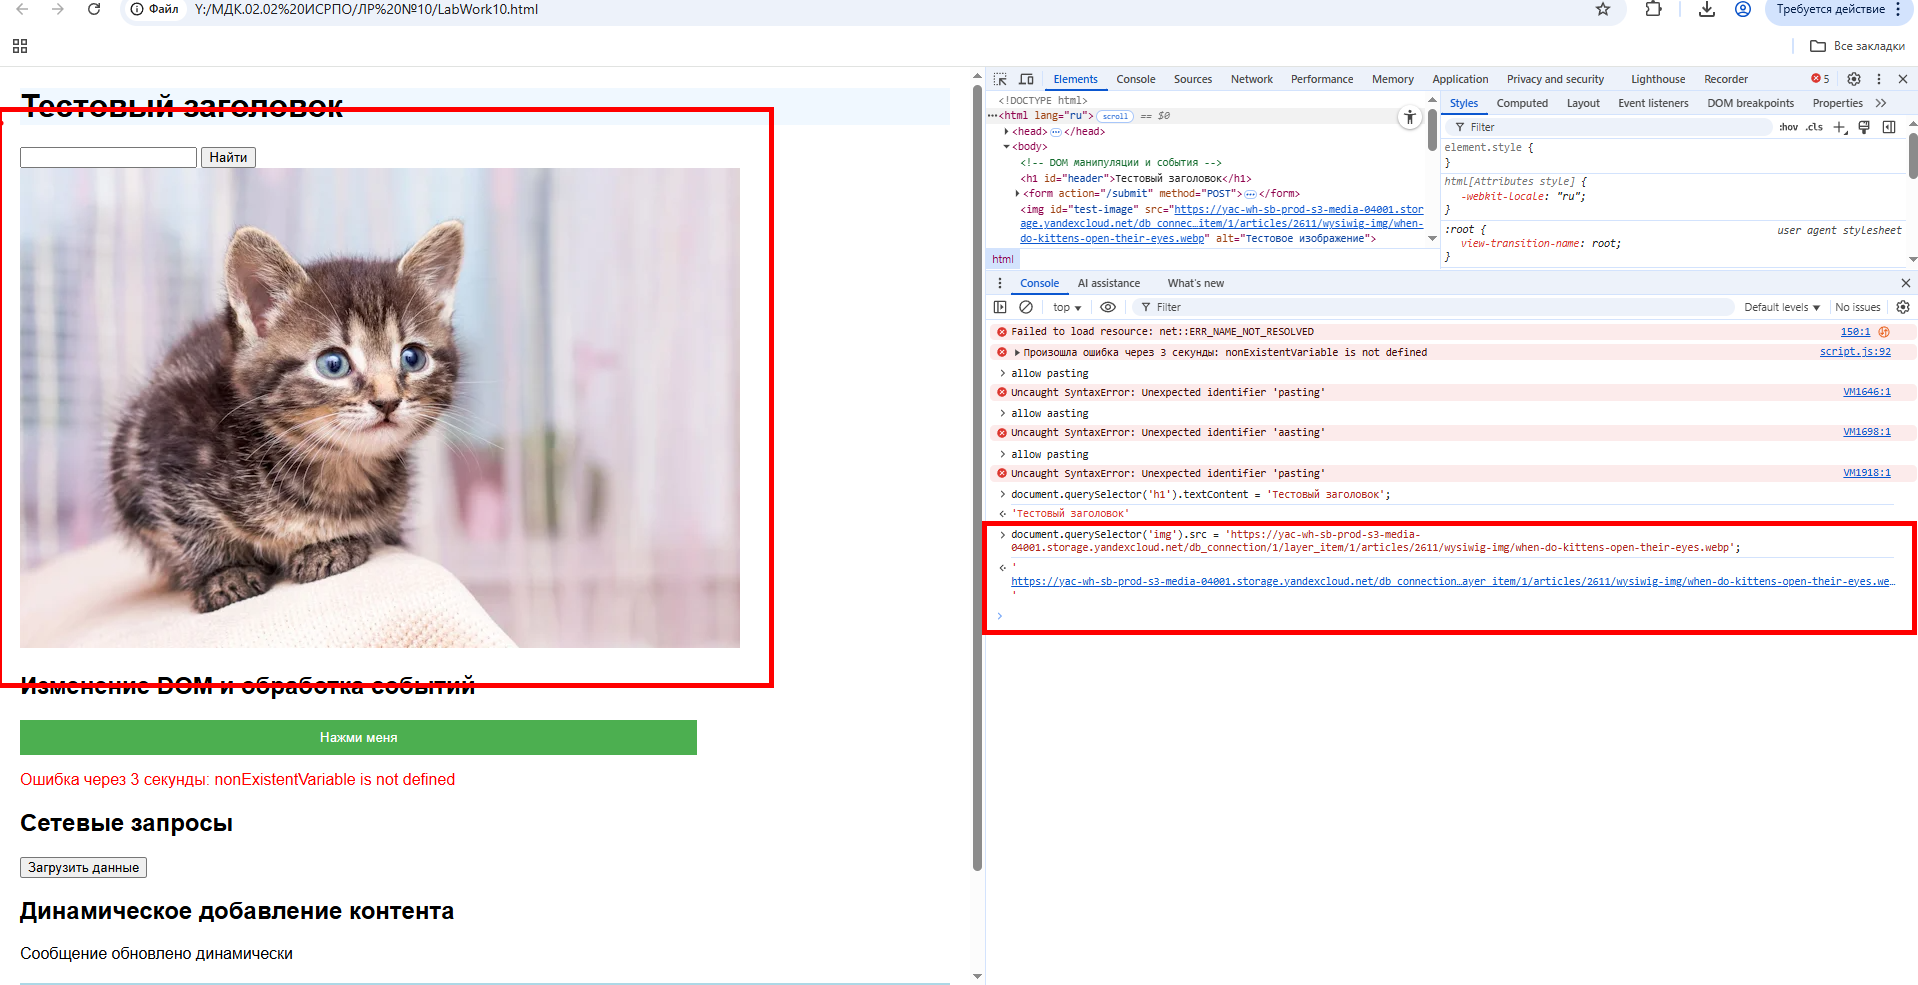 Файл
Y:/МДК.02.02%20ИСРПО/ЛР%20№10/LabWork10.html
Требуется действие
Все закладки
Тестовый заголовок
Найти
Изменение DOM и обработка событий
Нажми меня
Ошибка через 3 секунды: nonExistentVariable is not defined
Сетевые запросы
Загрузить данные
Динамическое добавление контента
Сообщение обновлено динамически
Elements Console Sources Network Performance Memory Application Privacy and security Lighthouse Recorder 5
<!DOCTYPE html>
<html lang="ru"> scroll == $0
<head> </head>
<body>
<!-- DOM манипуляции и события -->
<h1 id="header">Тестовый заголовок</h1>
<form action="/submit" method="POST"> </form>
<img id="test-image" src="https://yac-wh-sb-prod-s3-media-04001.stor
age.yandexcloud.net/db_connec…item/1/articles/2611/wysiwig-img/when-
do-kittens-open-their-eyes.webp" alt="Тестовое изображение">
html
Styles Computed Layout Event listeners DOM breakpoints Properties
Filter :hov .cls
element.style {
}
html[Attributes style] {
-webkit-locale: "ru";
}
:root { user agent stylesheet
view-transition-name: root;
}
Console AI assistance What's new
top Filter Default levels No issues
Failed to load resource: net::ERR_NAME_NOT_RESOLVED 150:1
Произошла ошибка через 3 секунды: nonExistentVariable is not defined script.js:92
allow pasting
Uncaught SyntaxError: Unexpected identifier 'pasting' VM1646:1
allow aasting
Uncaught SyntaxError: Unexpected identifier 'aasting' VM1698:1
allow pasting
Uncaught SyntaxError: Unexpected identifier 'pasting' VM1918:1
document.querySelector('h1').textContent = 'Тестовый заголовок';
'Тестовый заголовок'
document.querySelector('img').src = 'https://yac-wh-sb-prod-s3-media-
04001.storage.yandexcloud.net/db_connection/1/layer_item/1/articles/2611/wysiwig-img/when-do-kittens-open-their-eyes.webp';
'
https://yac-wh-sb-prod-s3-media-04001.storage.yandexcloud.net/db_connection…ayer_item/1/articles/2611/wysiwig-img/when-do-kittens-open-their-eyes.we…
'